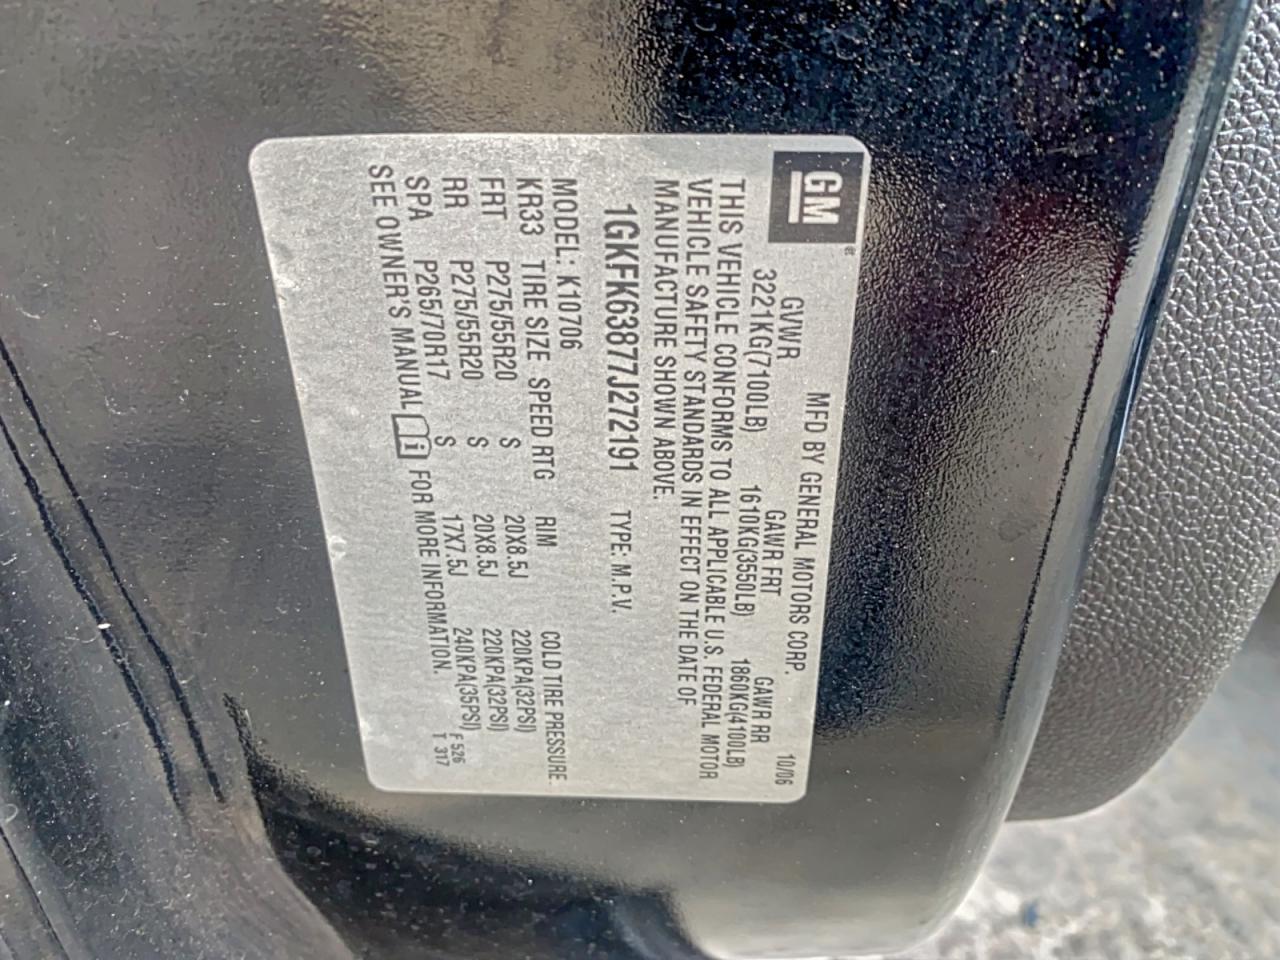 GM
MFD BY GENERAL MOTORS CORP. 10/06
GVWR GAWR FRT GAWR RR
3221KG(7100LB) 1610KG(3550LB) 1860KG(4100LB)
THIS VEHICLE CONFORMS TO ALL APPLICABLE U.S. FEDERAL MOTOR
VEHICLE SAFETY STANDARDS IN EFFECT ON THE DATE OF
MANUFACTURE SHOWN ABOVE.
1GKFK63877J272191 TYPE: M.P.V.
MODEL: K10706
KR33 TIRE SIZE SPEED RTG RIM COLD TIRE PRESSURE
FRT P275/55R20 S 20X8.5J 220KPA(32PSI)
RR P275/55R20 S 20X8.5J 220KPA(32PSI)
SPA P265/70R17 S 17X7.5J 240KPA(35PSI) F 526
SEE OWNER'S MANUAL i FOR MORE INFORMATION. T 317